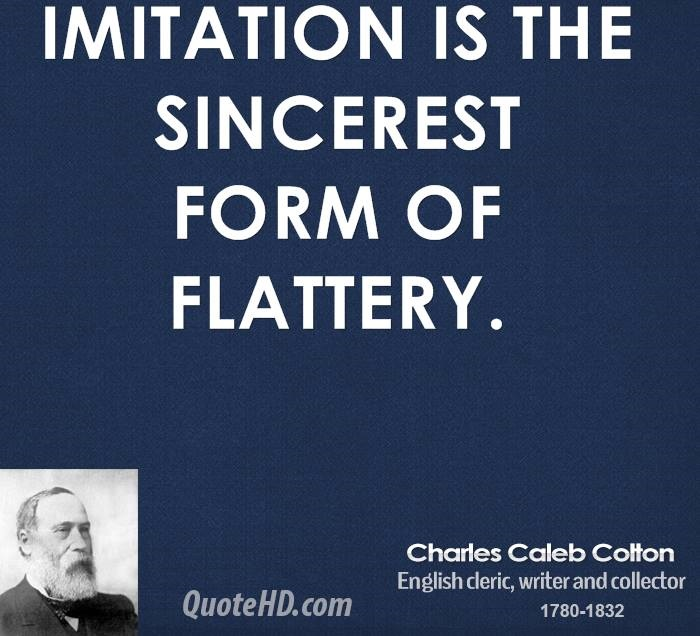 IMITATION IS THE
SINCEREST
FORM OF
FLATTERY.
Charles Caleb Colton
English cleric, writer and collector
QuoteHD.com
1780-1832